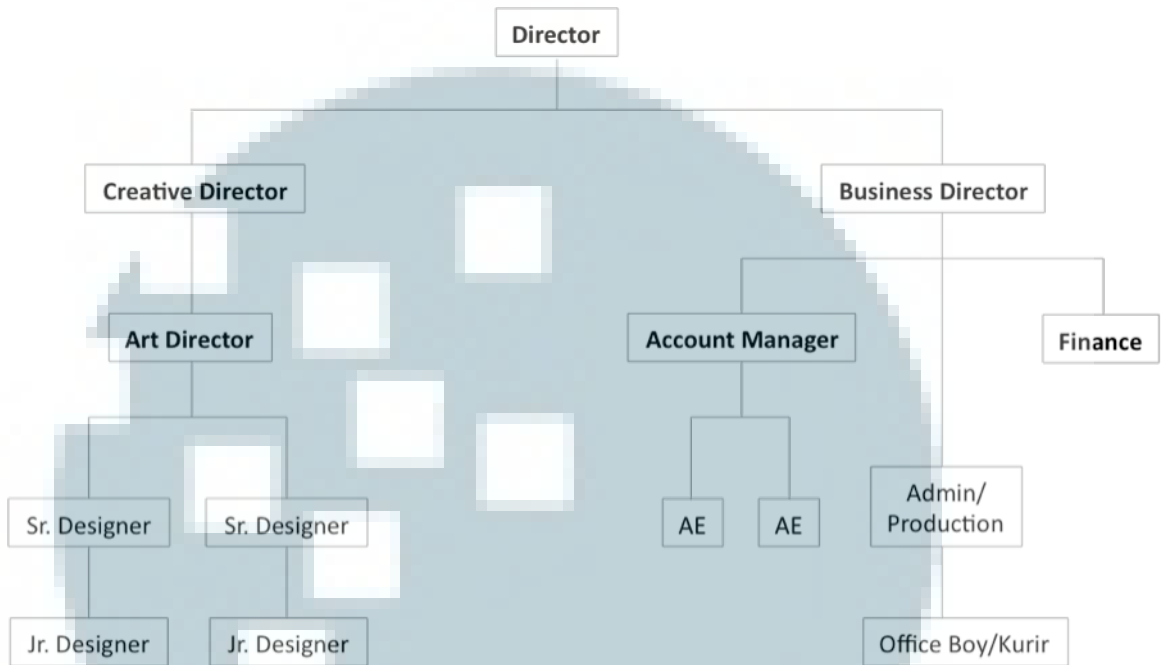 Director
Creative Director
Business Director
Art Director
Account Manager
Finance
Sr. Designer
Sr. Designer
AE
AE
Admin/
Production
Jr. Designer
Jr. Designer
Office Boy/Kurir